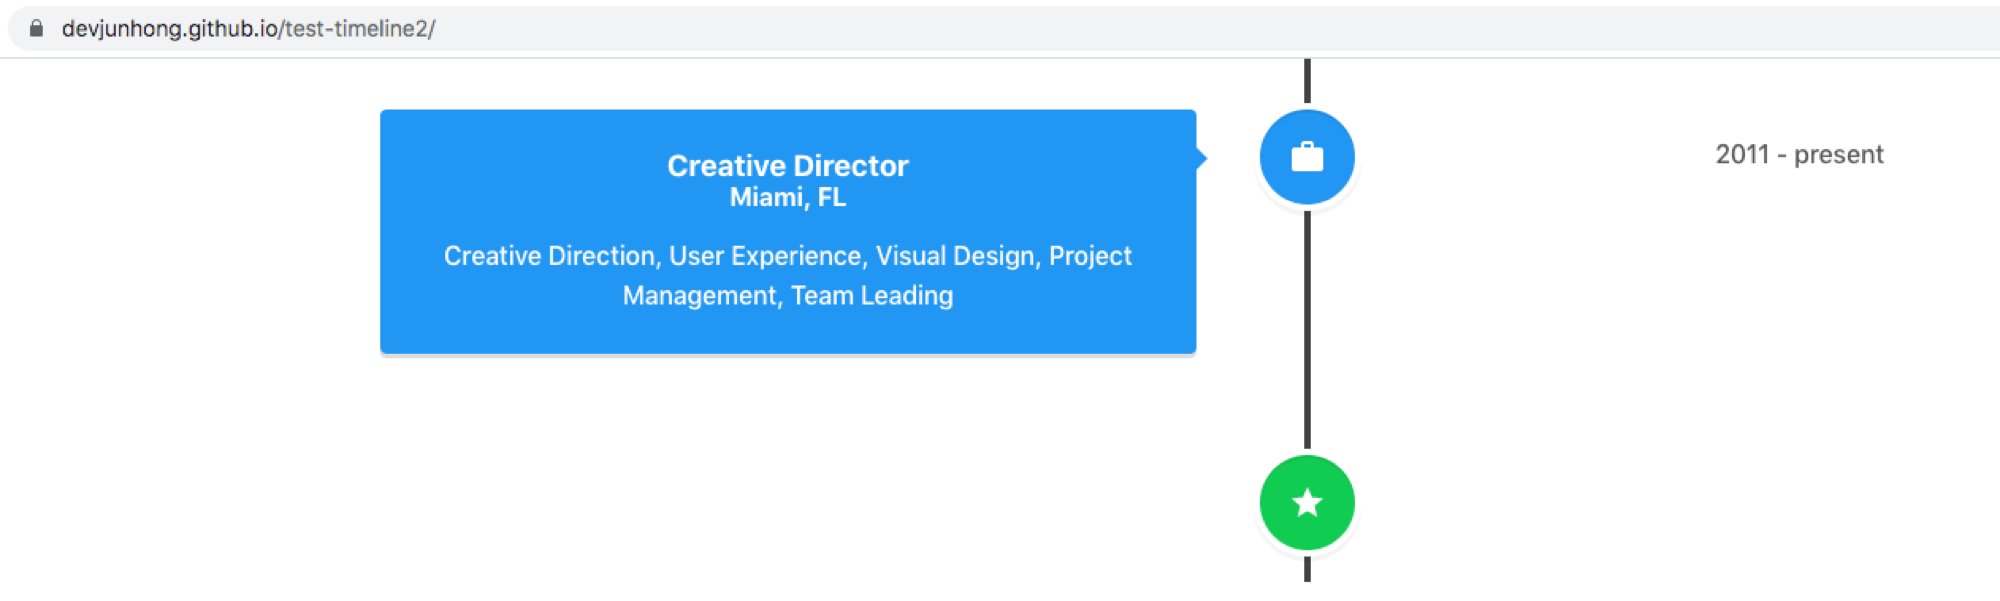 devjunhong.github.io/test-timeline2/
Creative Director
Miami, FL
2011 - present
Creative Direction, User Experience, Visual Design, Project
Management, Team Leading